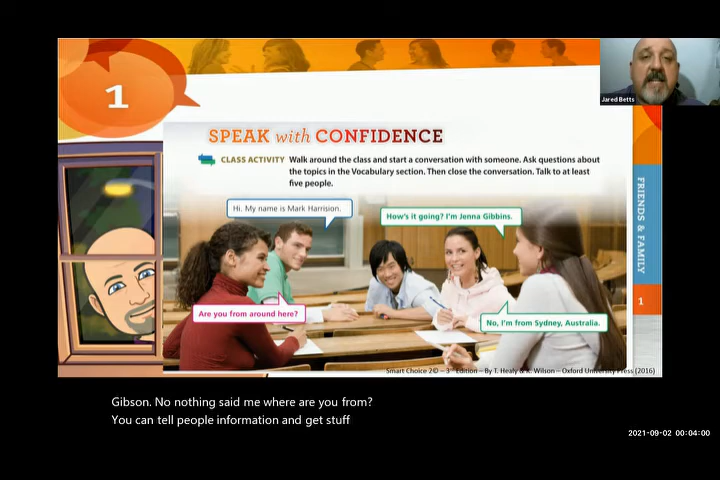 1
Jared Betts
SPEAK with CONFIDENCE
CLASS ACTIVITY Walk around the class and start a conversation with someone. Ask questions about
the topics in the Vocabulary section. Then close the conversation. Talk to at least
five people.
Hi. My name is Mark Harrison.
How's it going? I'm Jenna Gibbins.
FRIENDS & FAMILY
1
Are you from around here?
No, I'm from Sydney, Australia.
Smart Choice 2© – 3rd Edition – By T. Healy & K. Wilson – Oxford University Press (2016)
Gibson. No nothing said me where are you from?
You can tell people information and get stuff
2021-09-02 00:04:00